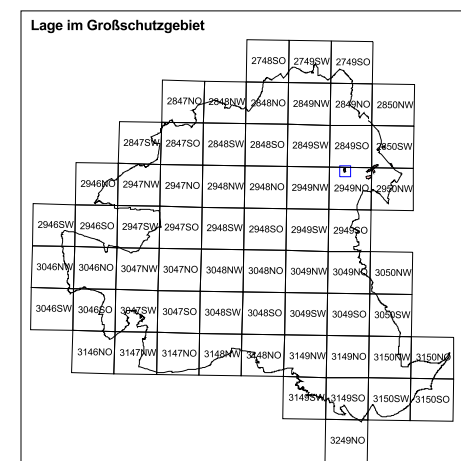 Lage im Großschutzgebiet
2748SO 2749SW 2749SO
2847NO 2848NW 2848NO 2849NW 2849NO 2850NW
2847SW 2847SO 2848SW 2848SO 2849SW 2849SO 2850SW
2946NO 2947NW 2947NO 2948NW 2948NO 2949NW 2949NO 2950NW
2946SW 2946SO 2947SW 2947SO 2948SW 2948SO 2949SW 2949SO
3046NW 3046NO 3047NW 3047NO 3048NW 3048NO 3049NW 3049NO 3050NW
3046SW 3046SO 3047SW 3047SO 3048SW 3048SO 3049SW 3049SO 3050SW
3146NO 3147NW 3147NO 3148NW 3148NO 3149NW 3149NO 3150NW 3150NO
3149SW 3149SO 3150SW 3150SO
3249NO